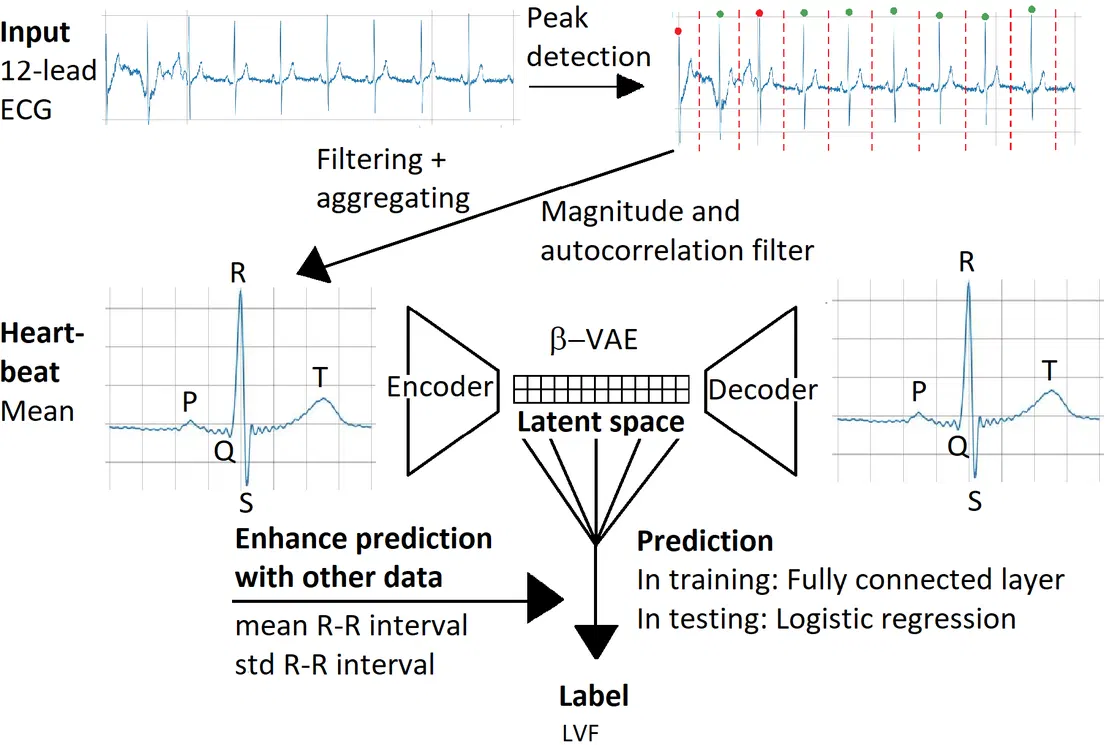 Input
12-lead
ECG
Peak
detection
Filtering +
aggregating
Magnitude and
autocorrelation filter
Heart-
beat
Mean
P
Q
R
S
T
Encoder
β–VAE
Latent space
Decoder
P
Q
R
S
T
Enhance prediction
with other data
mean R-R interval
std R-R interval
Prediction
In training: Fully connected layer
In testing: Logistic regression
Label
LVF